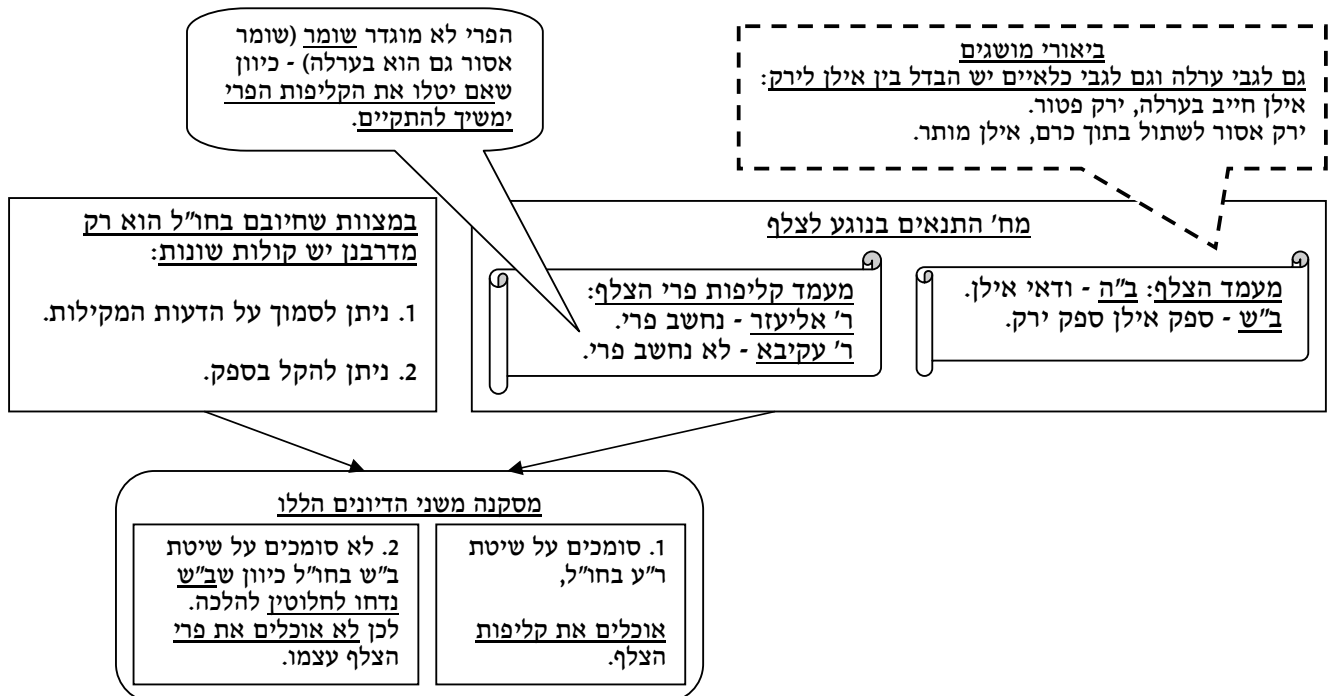 ביאורי מושגים
גם לגבי ערלה וגם לגבי כלאיים יש הבדל בין אילן לירק:
אילן חייב בערלה, ירק פטור.
ירק אסור לשתול בתוך כרם, אילן מותר.
הפרי לא מוגדר שומר (שומר
אסור גם הוא בערלה) - כיוון
שאם יטלו את הקליפות הפרי
ימשיך להתקיים.
מח' התנאים בנוגע לצלף
מעמד הצלף: ב"ה - ודאי אילן.
ב"ש - ספק אילן ספק ירק.
מעמד קליפות פרי הצלף:
ר' אליעזר - נחשב פרי.
ר' עקיבא - לא נחשב פרי.
במצוות שחיובם בחו"ל הוא רק
מדרבנן יש קולות שונות:
1. ניתן לסמוך על הדעות המקילות.
2. ניתן להקל בספק.
מסקנה משני הדיונים הללו
1. סומכים על שיטת
ר"ע בחו"ל,
אוכלים את קליפות
הצלף.
2. לא סומכים על שיטת
ב"ש בחו"ל כיוון שב"ש
נדחו לחלוטין להלכה.
לכן לא אוכלים את פרי
הצלף עצמו.